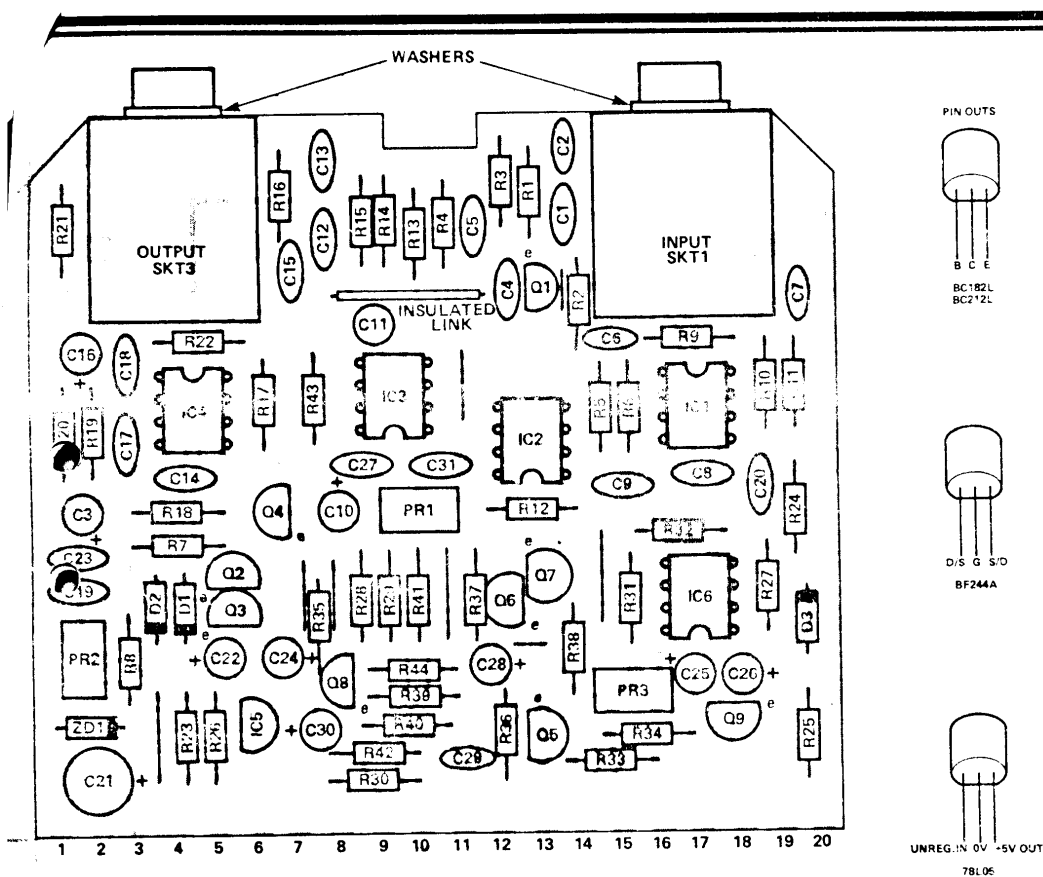 WASHERS
PIN OUTS
C13
C2
R16
R3
R1
R21
R15
R14
R13
R4
C5
C1
C12
OUTPUT
SKT3
INPUT
SKT1
C15
e
C4
Q1
R2
C7
B C E
BC182L
BC212L
INSULATED
LINK
C11
C16
+
C18
R22
C6
R9
R17
R43
R19
C17
IC2
C14
C27
C31
C9
C8
C20
C3
+
R18
Q4
e
+
C10
PR1
R12
R24
C23
R7
e
C19
D2
D1
Q2
Q3
e
e
R35
R41
R37
Q6
Q7
e
R31
IC6
R27
D3
D/S G S/D
BF244A
PR2
R8
+
C22
C24
+
Q8
e
R44
R39
C28
+
R38
PR3
+
C25
C26
+
ZD1
R23
R26
IC5
+
C30
R40
R42
R30
C29
R36
e
Q5
R34
R33
Q9
e
R25
C21
+
1 2 3 4 5 6 7 8 9 10 11 12 13 14 15 16 17 18 19 20
UNREG.IN 0V +5V OUT
78L05